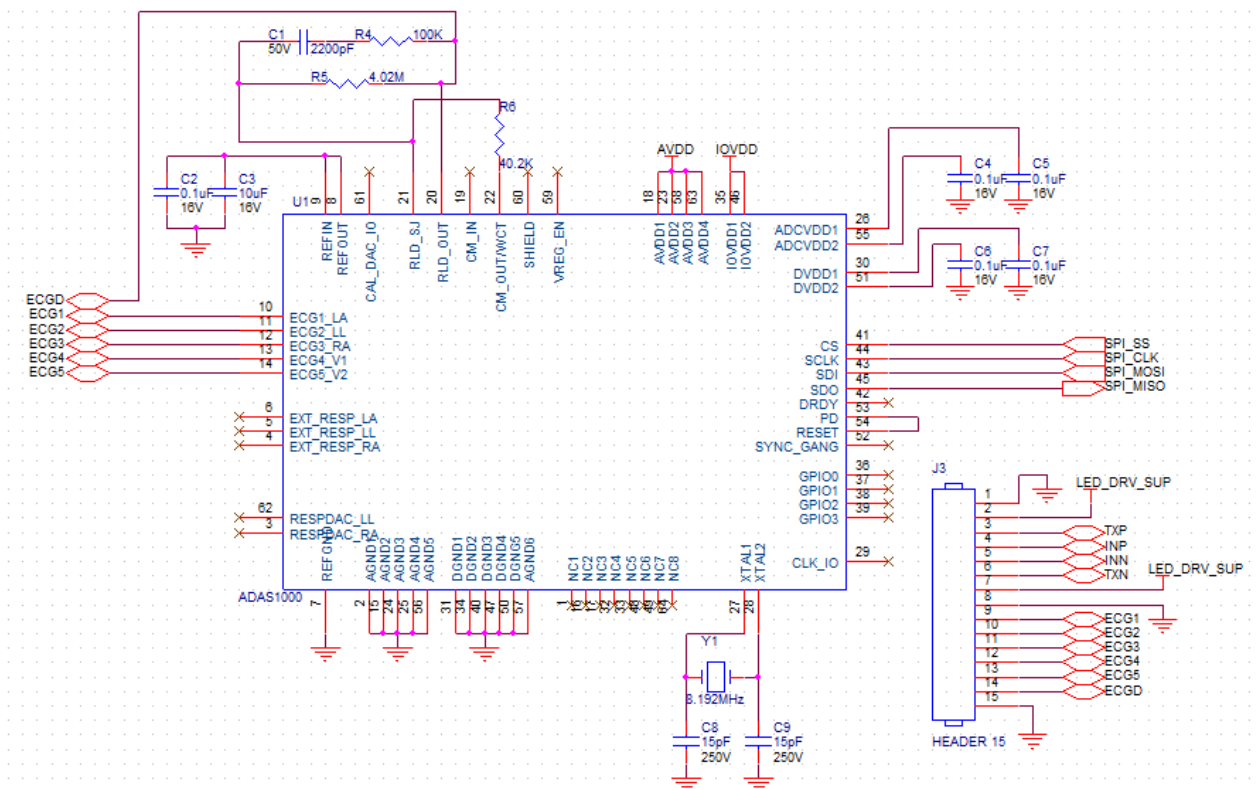 C1
50V
2200pF
R4
100K
R5
4.02M
R6
40.2K
C2
0.1uF
16V
C3
10uF
16V
U1
9
8
61
21
20
19
22
60
59
18
23
58
63
35
46
AVDD
IOVDD
REFIN
REFOUT
CAL_DAC_IO
RLD_SJ
RLD_OUT
CM_IN
CM_OUT/WCT
SHIELD
VREG_EN
AVDD1
AVDD2
AVDD3
AVDD4
IOVDD1
IOVDD2
C4
0.1uF
16V
C5
0.1uF
16V
C6
0.1uF
16V
C7
0.1uF
16V
ADCVDD1 26
ADCVDD2 55
DVDD1 30
DVDD2 51
ECGD
ECG1
ECG2
ECG3
ECG4
ECG5
10 ECG1_LA
11 ECG2_LL
12 ECG3_RA
13 ECG4_V1
14 ECG5_V2
6 EXT_RESP_LA
5 EXT_RESP_LL
4 EXT_RESP_RA
62 RESPDAC_LL
3 RESPDAC_RA
CS 41 SPI_SS
SCLK 44 SPI_CLK
SDI 43 SPI_MOSI
SDO 45 SPI_MISO
DRDY 42
PD 53
RESET 54
SYNC_GANG 52
GPIO0 36
GPIO1 37
GPIO2 38
GPIO3 39
CLK_IO 29
REFGND
AGND1
AGND2
AGND3
AGND4
AGND5
DGND1
DGND2
DGND3
DGND4
DNG5
AGND6
NC1
NC2
NC3
NC4
NC5
NC6
NC7
NC8
XTAL1
XTAL2
ADAS1000
7
2
15
24
25
56
31
34
40
47
50
57
1
16
17
32
33
48
49
64
27
28
Y1
8.192MHz
C8
15pF
250V
C9
15pF
250V
J3
1
2 LED_DRV_SUP
3 TXP
4 INP
5 INN
6 TXN
7 LED_DRV_SUP
8
9 ECG1
10 ECG2
11 ECG3
12 ECG4
13 ECG5
14 ECGD
15
HEADER 15